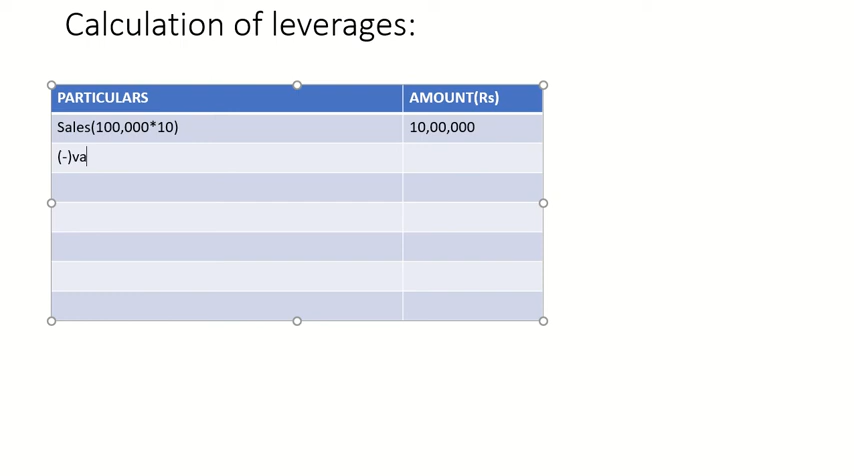 Calculation of leverages:
PARTICULARS AMOUNT(Rs)
Sales(100,000*10) 10,00,000
(-)va